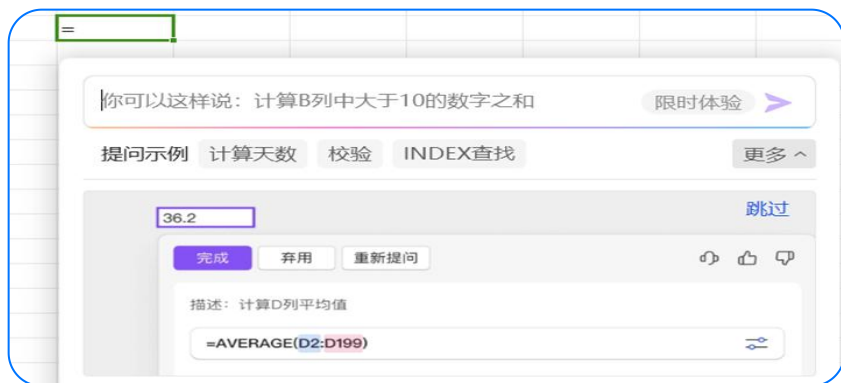 =
你可以这样说：计算B列中大于10的数字之和 限时体验
提问示例 计算天数 校验 INDEX查找 更多
跳过
36.2
完成 弃用 重新提问
描述：计算D列平均值
=AVERAGE(D2:D199)